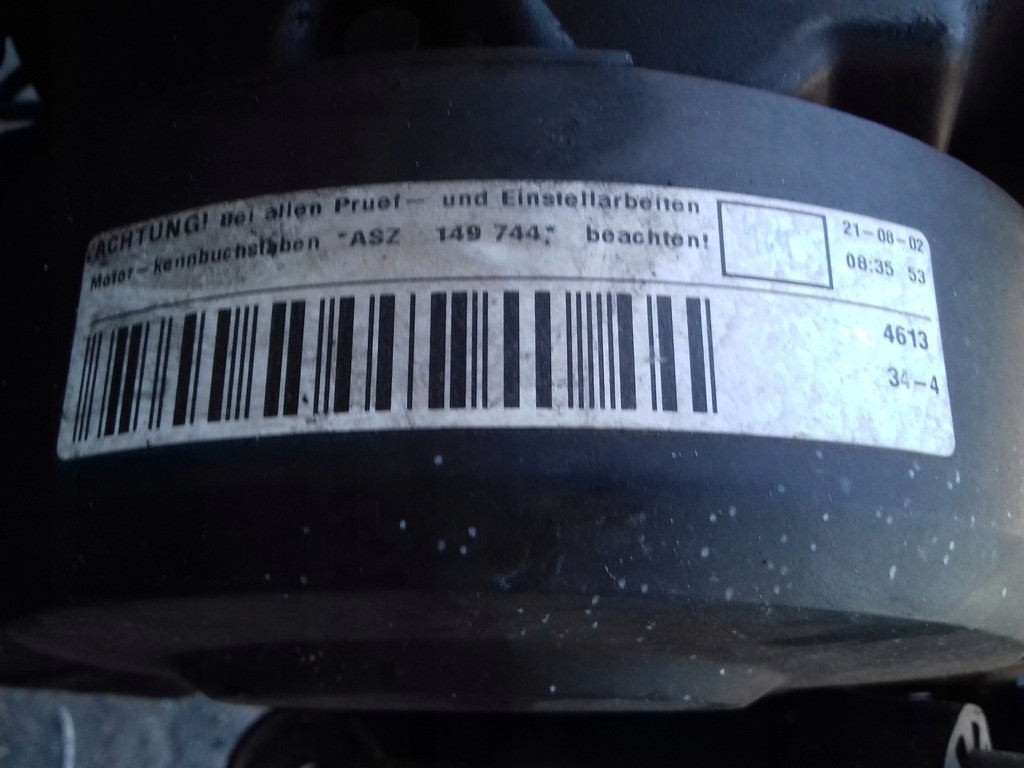 ACHTUNG! Bei allen Pruef- und Einstellarbeiten
Motor-kennbuchstaben "ASZ 149 744," beachten!
21-08-02
08:35 53
4613
34-4